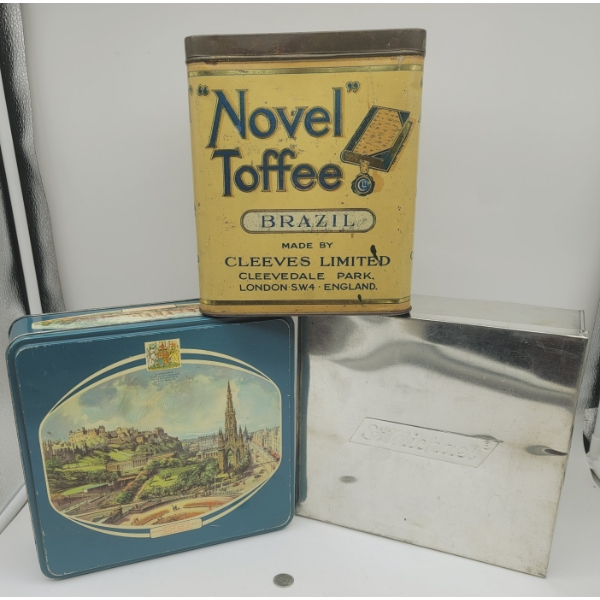 "Novel"
Toffee
BRAZIL
MADE BY
CLEEVES LIMITED
CLEEVEDALE PARK,
LONDON·S.W.4·ENGLAND.